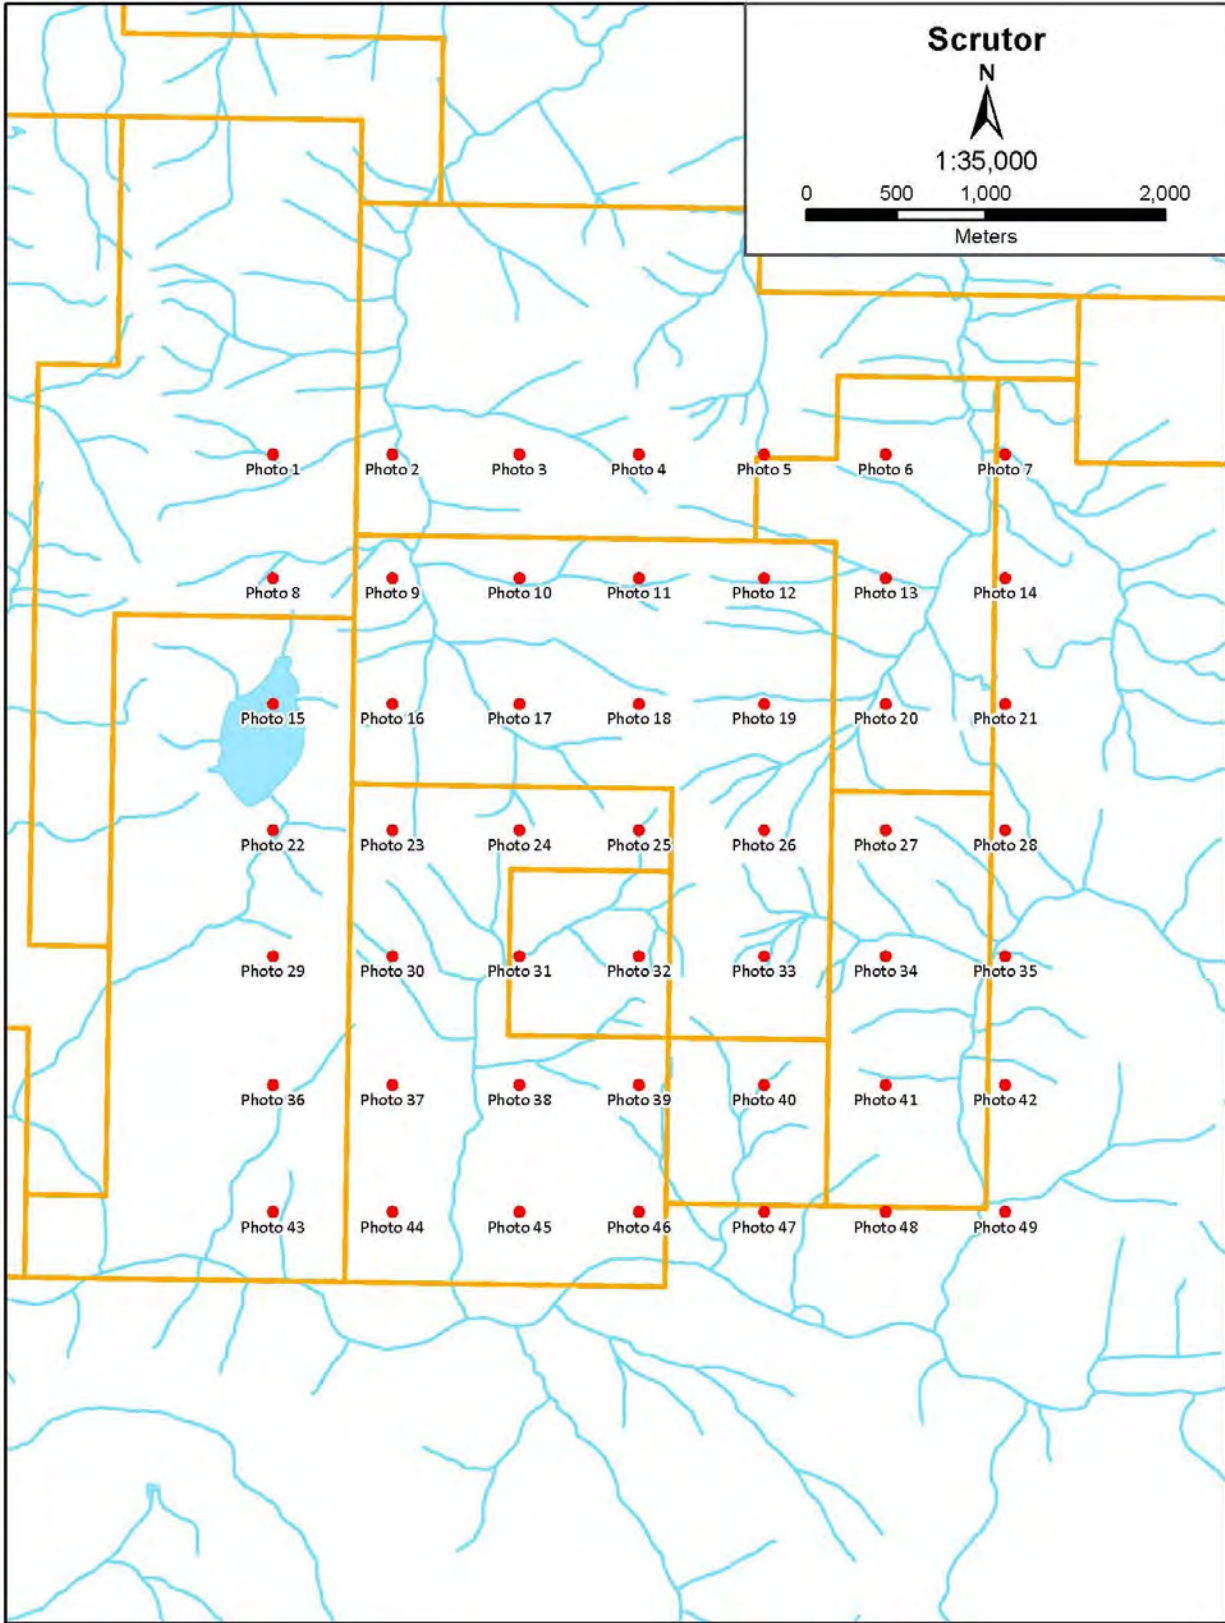 Scrutor
N
1:35,000
0 500 1,000 2,000
Meters
Photo 1 Photo 2 Photo 3 Photo 4 Photo 5 Photo 6 Photo 7
Photo 8 Photo 9 Photo 10 Photo 11 Photo 12 Photo 13 Photo 14
Photo 15 Photo 16 Photo 17 Photo 18 Photo 19 Photo 20 Photo 21
Photo 22 Photo 23 Photo 24 Photo 25 Photo 26 Photo 27 Photo 28
Photo 29 Photo 30 Photo 31 Photo 32 Photo 33 Photo 34 Photo 35
Photo 36 Photo 37 Photo 38 Photo 39 Photo 40 Photo 41 Photo 42
Photo 43 Photo 44 Photo 45 Photo 46 Photo 47 Photo 48 Photo 49